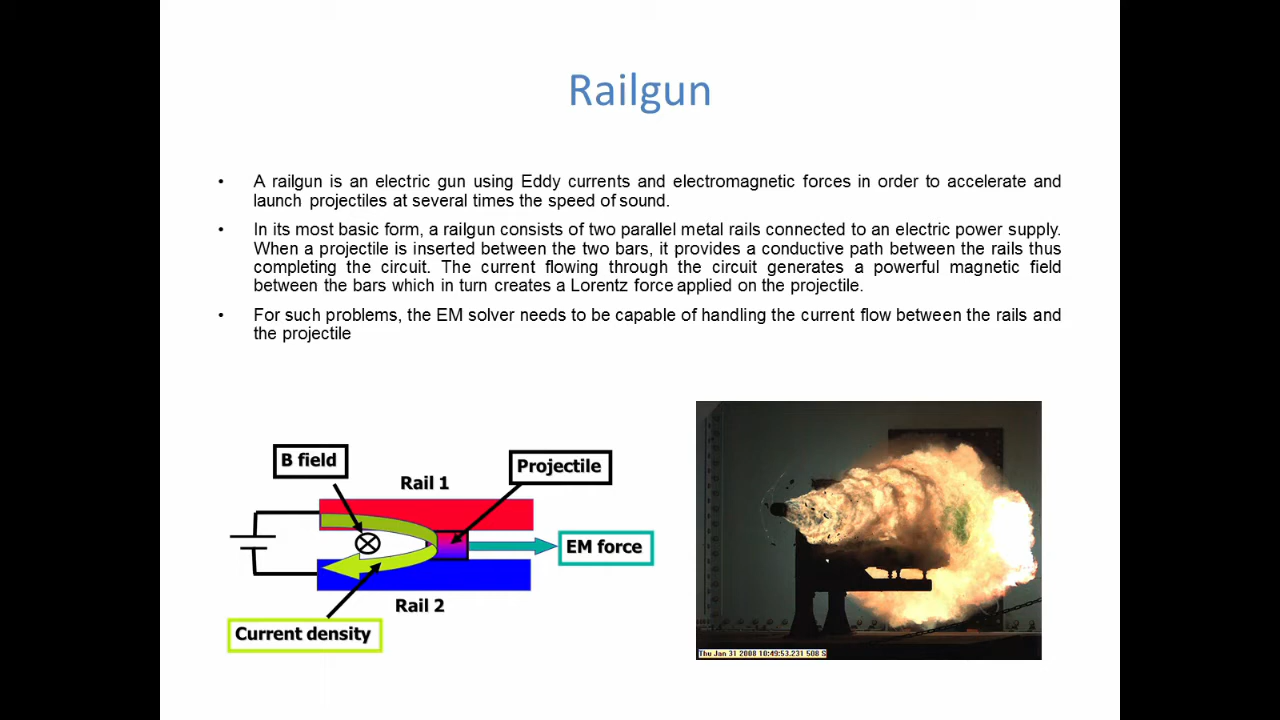 Railgun
• A railgun is an electric gun using Eddy currents and electromagnetic forces in order to accelerate and
launch projectiles at several times the speed of sound.
• In its most basic form, a railgun consists of two parallel metal rails connected to an electric power supply.
When a projectile is inserted between the two bars, it provides a conductive path between the rails thus
completing the circuit. The current flowing through the circuit generates a powerful magnetic field
between the bars which in turn creates a Lorentz force applied on the projectile.
• For such problems, the EM solver needs to be capable of handling the current flow between the rails and
the projectile
B field
Rail 1
Projectile
EM force
Rail 2
Current density
Thu Jan 31 2008 10:49:53.231 508 S